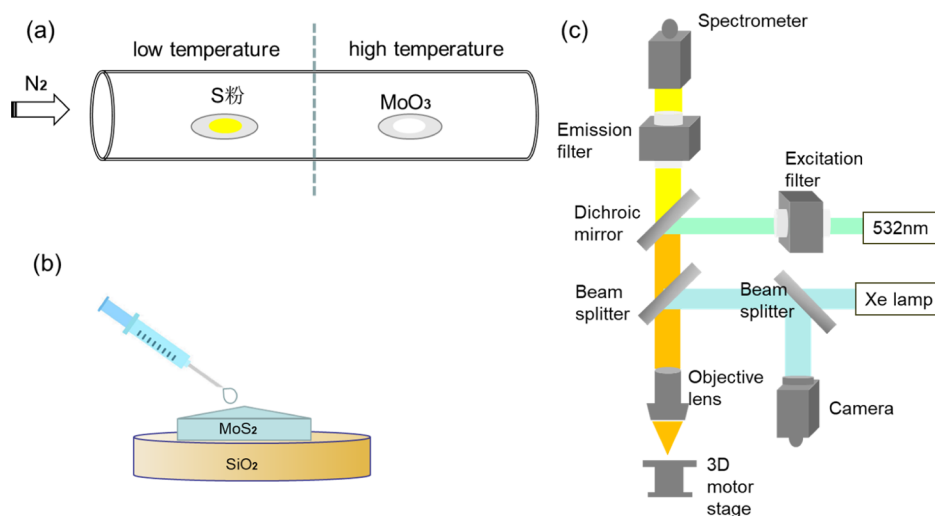 (a)
low temperature
high temperature
N2
S粉
MoO3
(b)
MoS2
SiO2
(c)
Spectrometer
Emission
filter
Excitation
filter
Dichroic
mirror
532nm
Beam
splitter
Beam
splitter
Xe lamp
Objective
lens
Camera
3D
motor
stage